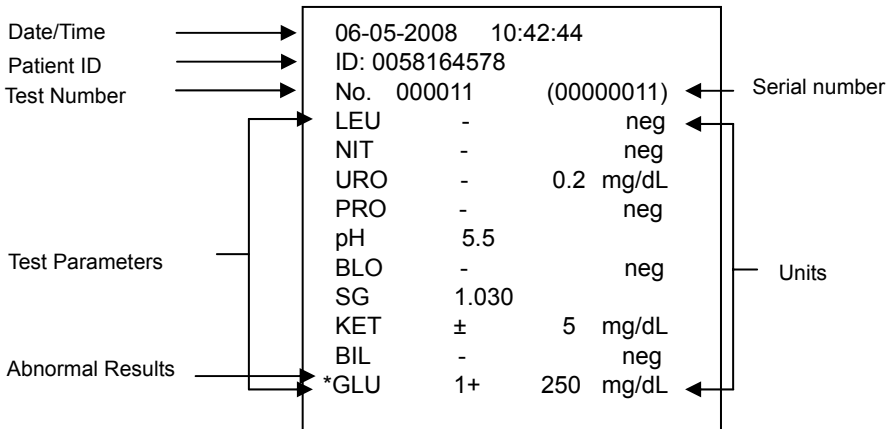 Date/Time 06-05-2008 10:42:44
Patient ID ID: 0058164578
Test Number No. 000011 (00000011) Serial number
LEU - neg
NIT - neg
URO - 0.2 mg/dL
PRO - neg
pH 5.5
Test Parameters BLO - neg Units
SG 1.030
KET ± 5 mg/dL
BIL - neg
Abnormal Results *GLU 1+ 250 mg/dL